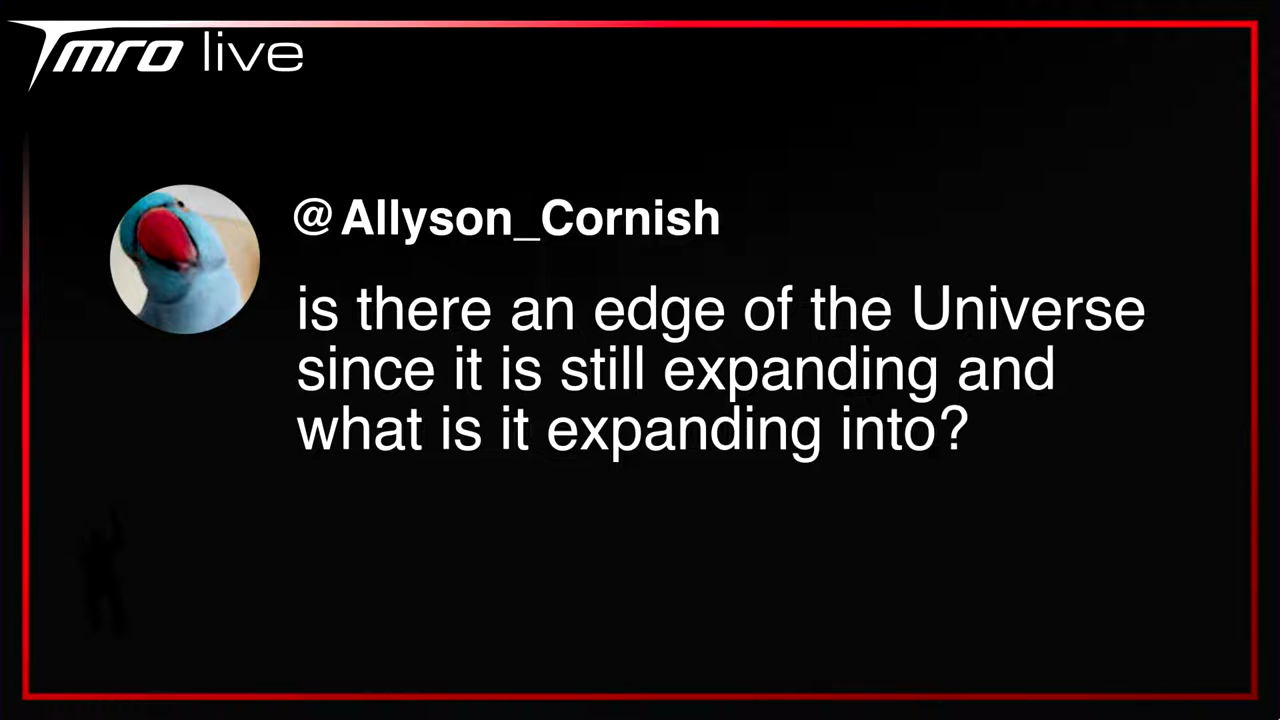 Tmro live
@Allyson_Cornish
is there an edge of the Universe
since it is still expanding and
what is it expanding into?